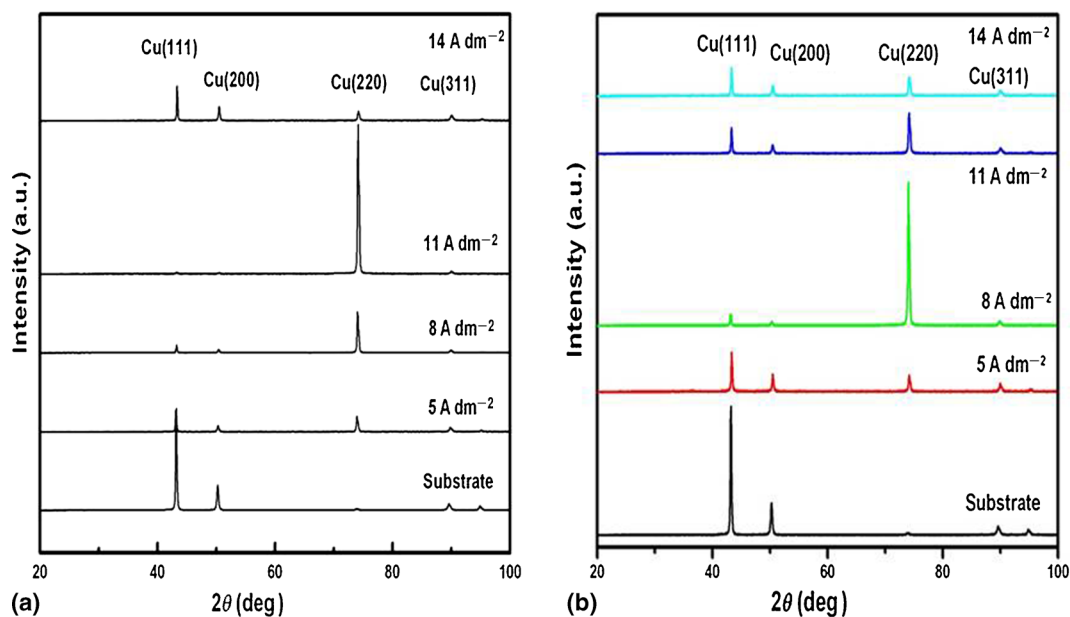 14 A dm−2
Cu(111)
Cu(200)
Cu(220)
Cu(311)
11 A dm−2
8 A dm−2
5 A dm−2
Substrate
Intensity (a.u.)
20 40 60 80 100
2θ (deg)
(a)
14 A dm−2
Cu(111)
Cu(200)
Cu(220)
Cu(311)
11 A dm−2
8 A dm−2
5 A dm−2
Substrate
Intensity (a.u.)
20 40 60 80 100
2θ (deg)
(b)